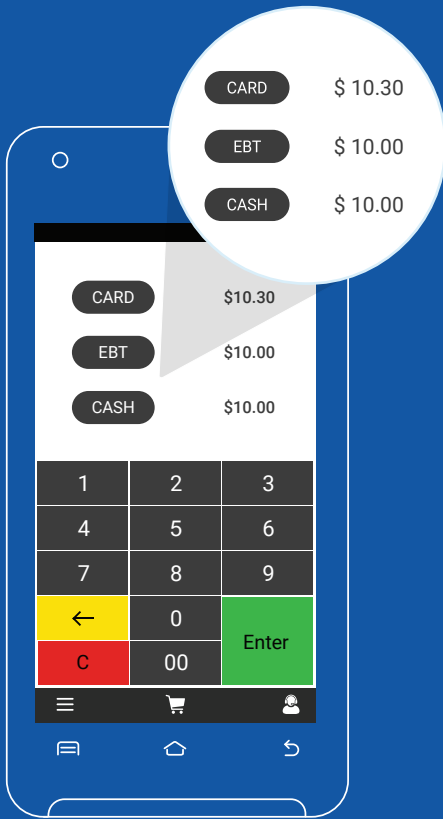 CARD $ 10.30
EBT $ 10.00
CASH $ 10.00
CARD $10.30
EBT $10.00
CASH $10.00
1 2 3
4 5 6
7 8 9
0
Enter
C 00